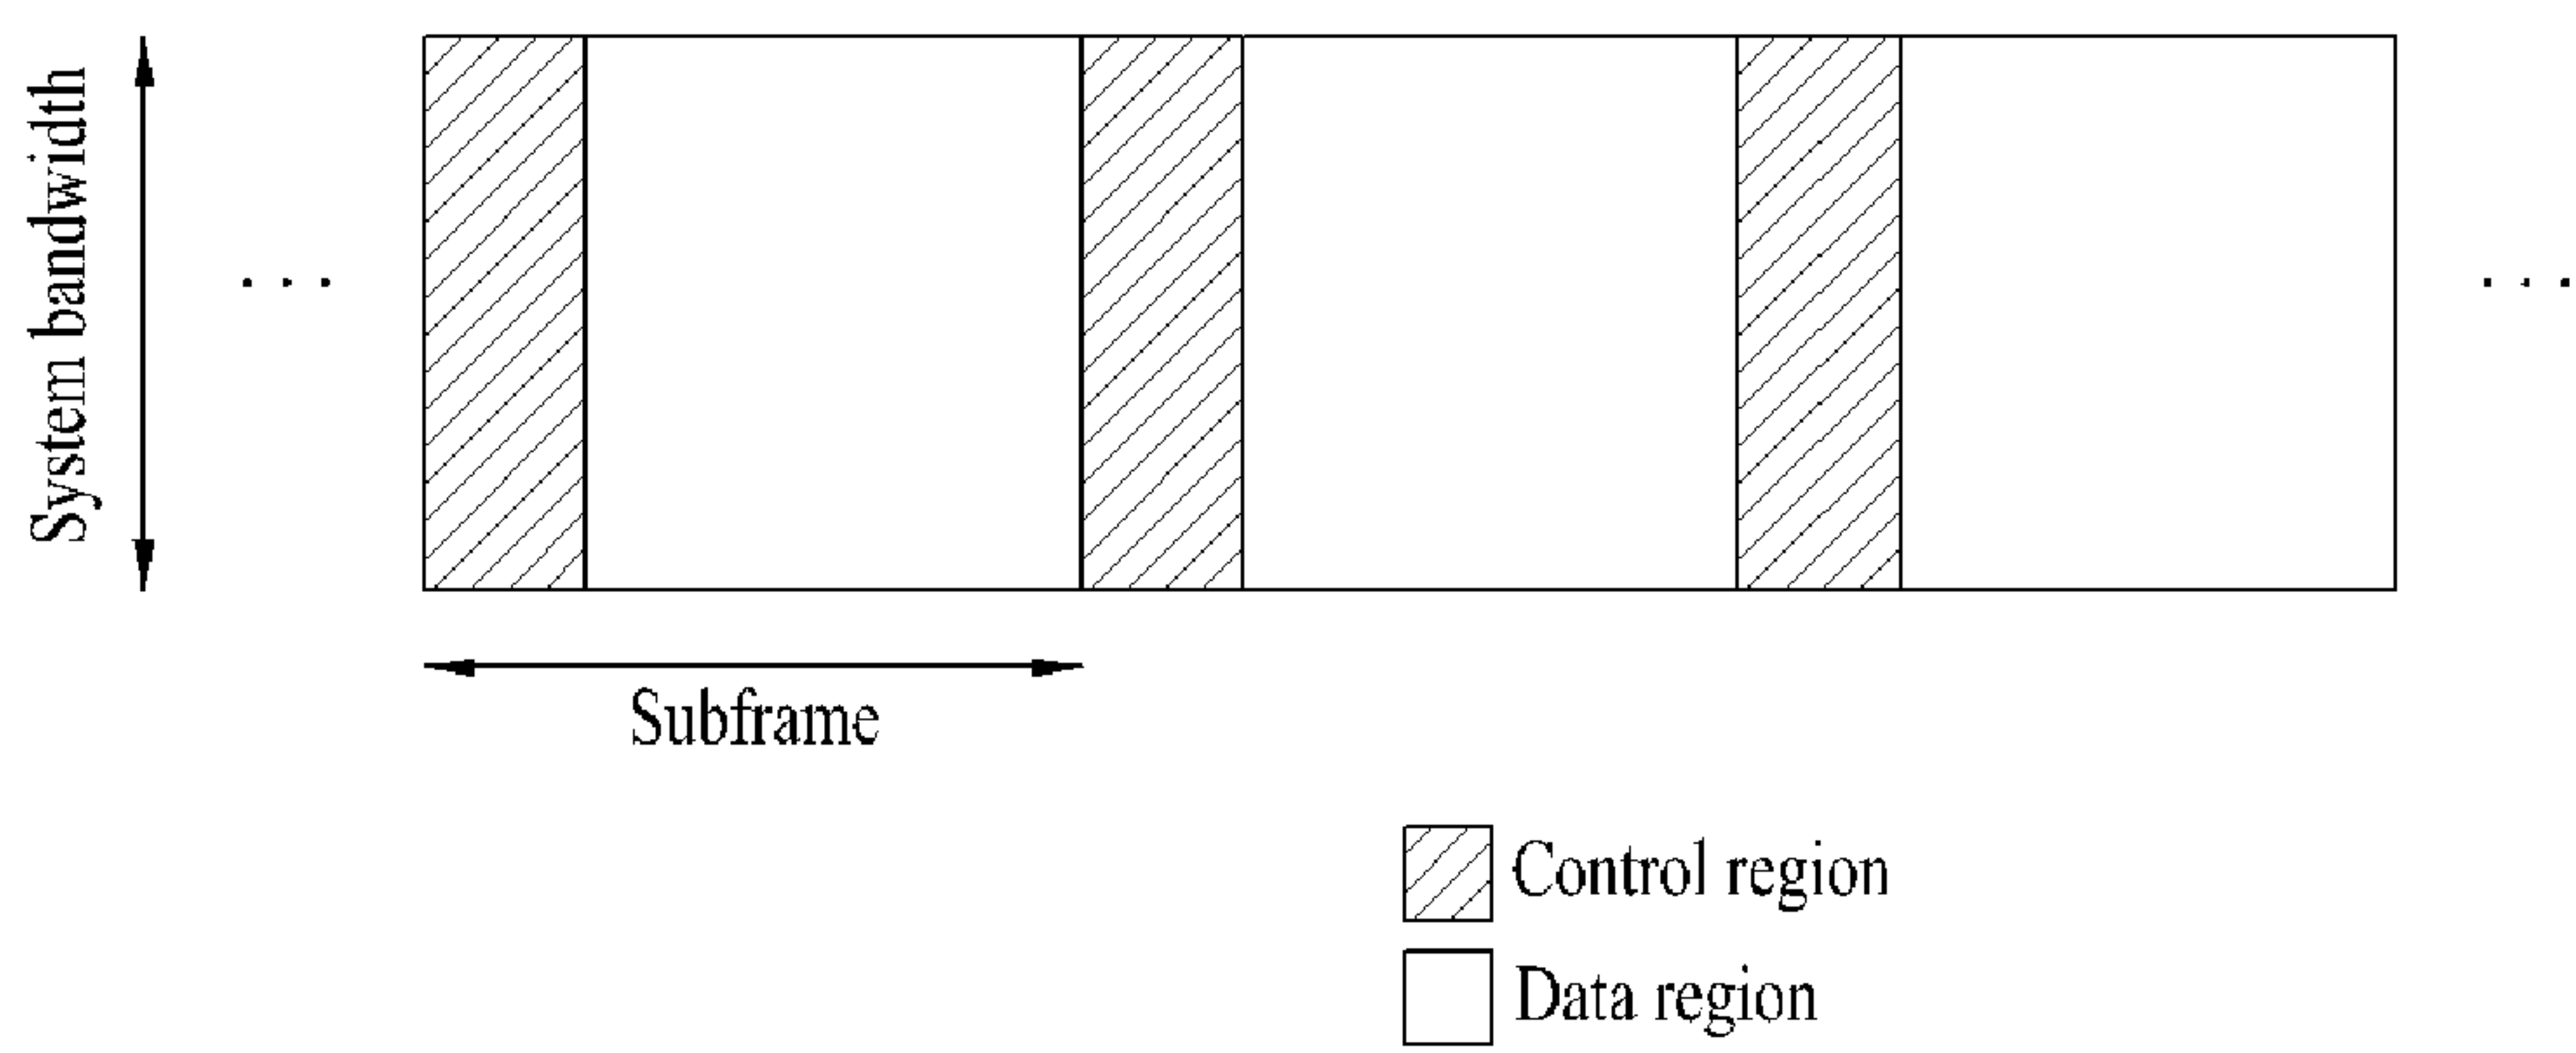 System bandwidth
. . .
. . .
Subframe
Control region
Data region